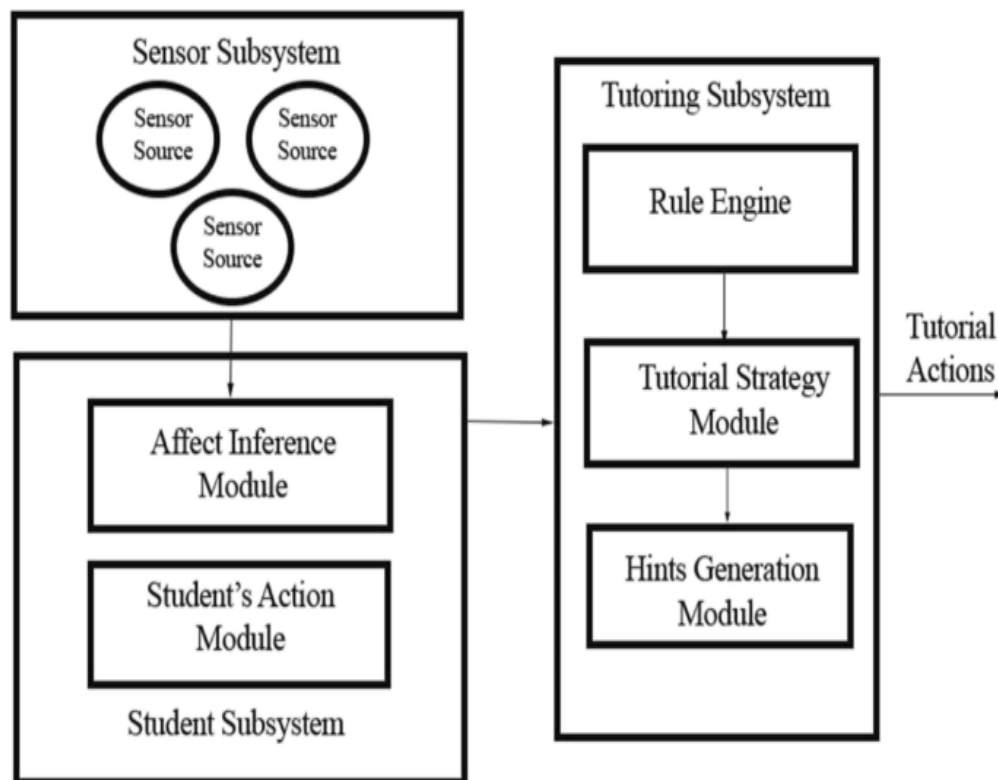 Sensor Subsystem
Sensor
Source
Sensor
Source
Sensor
Source
Affect Inference
Module
Student’s Action
Module
Student Subsystem
Tutoring Subsystem
Rule Engine
Tutorial Strategy
Module
Hints Generation
Module
Tutorial
Actions